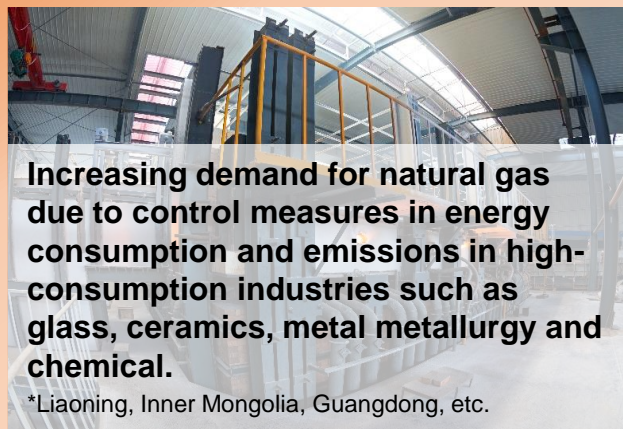 Increasing demand for natural gas
due to control measures in energy
consumption and emissions in high-
consumption industries such as
glass, ceramics, metal metallurgy and
chemical.
*Liaoning, Inner Mongolia, Guangdong, etc.